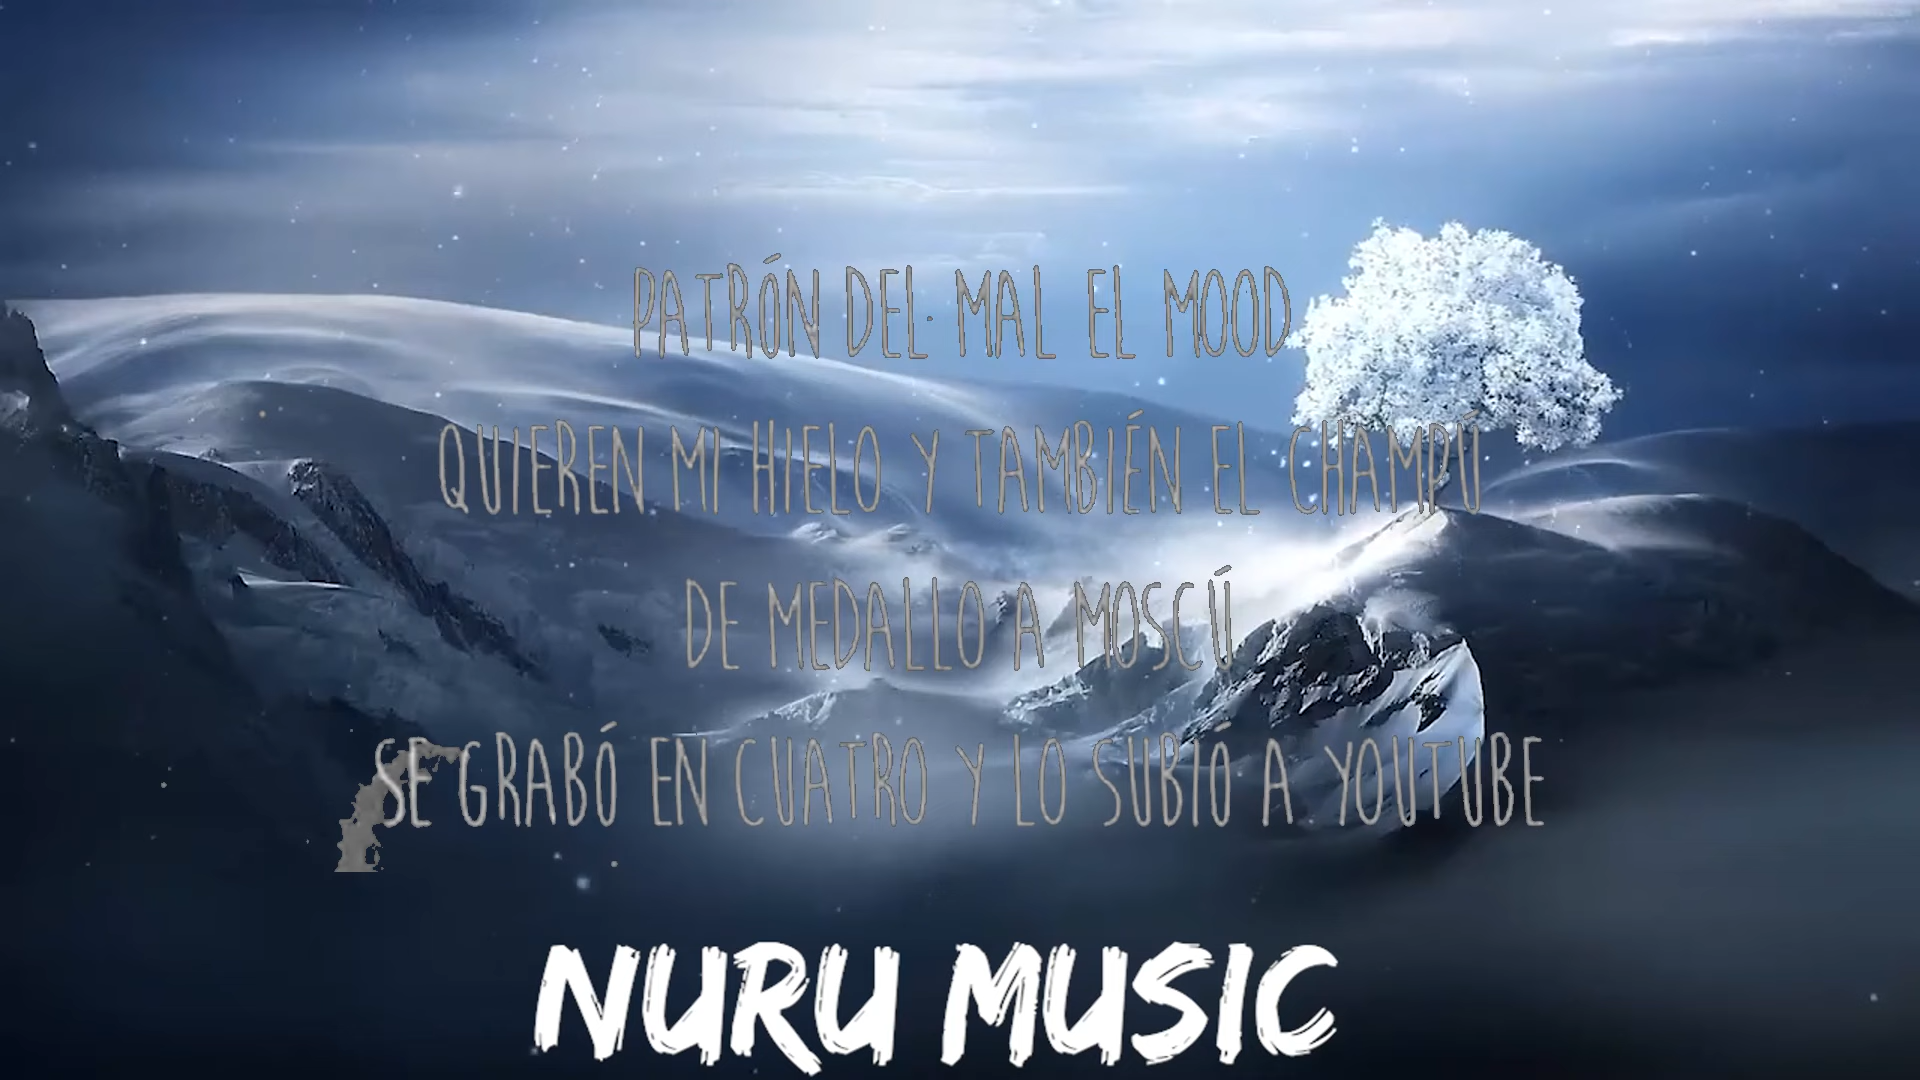 PATRÓN DEL MAL EL MOOD
QUIEREN MI HIELO Y TAMBIÉN EL CHAMPÚ
DE MEDALLO A MOSCÚ
SE GRABÓ EN CUATRO Y LO SUBIÓ A YOUTUBE
NURU MUSIC